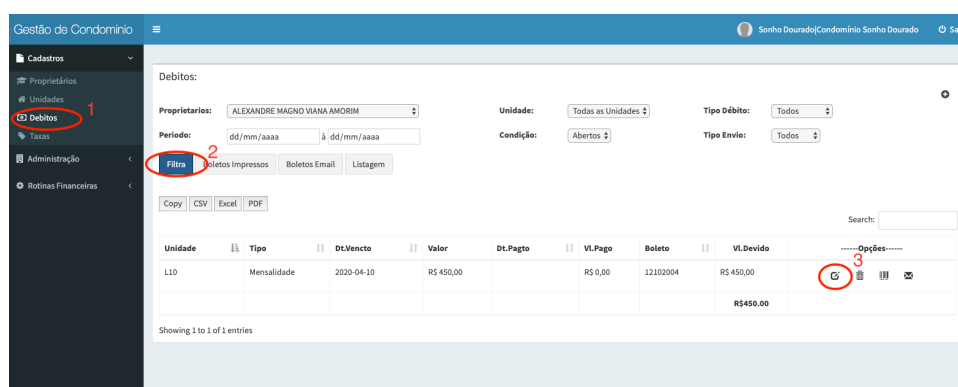 Gestão de Condominio
Sonho Dourado|Condomínio Sonho Dourado
Sa
Cadastros
Proprietários
Unidades
1
Debitos
Taxas
Administração
Rotinas Financeiras
Debitos:
Proprietarios: ALEXANDRE MAGNO VIANA AMORIM Unidade: Todas as Unidades Tipo Débito: Todos
Periodo: dd/mm/aaaa à dd/mm/aaaa Condição: Abertos Tipo Envio: Todos
2
Filtra Boletos Impressos Boletos Email Listagem
Copy CSV Excel PDF
Search:
Unidade Tipo Dt.Vencto Valor Dt.Pagto Vl.Pago Boleto Vl.Devido ------Opções------
3
L10 Mensalidade 2020-04-10 R$ 450,00 R$ 0,00 12102004 R$ 450,00
R$450.00
Showing 1 to 1 of 1 entries